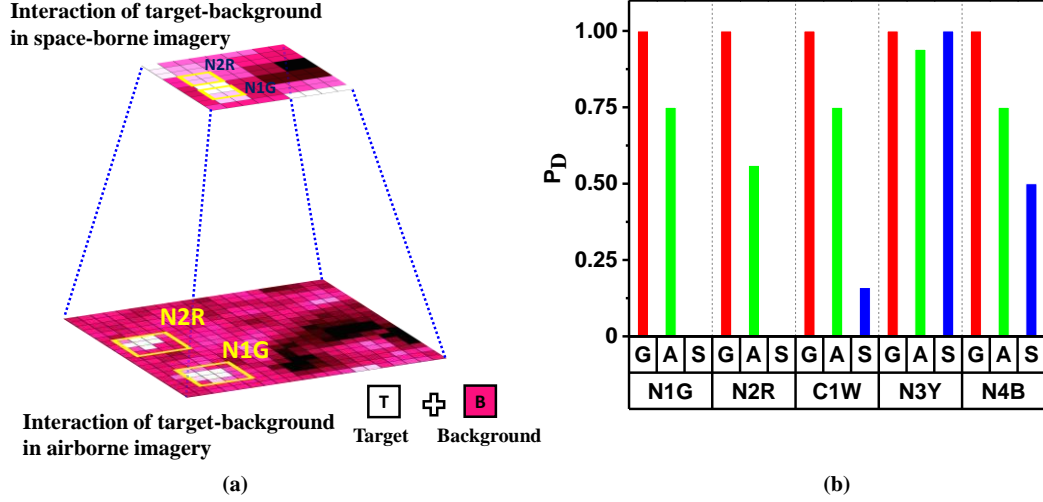 Interaction of target-background
in space-borne imagery
N2R
N1G
N2R
N1G
T
B
Target
Background
Interaction of target-background
in airborne imagery
(a)
1.00
0.75
0.50
0.25
0
PD
G A S G A S G A S G A S G A S
N1G N2R C1W N3Y N4B
(b)